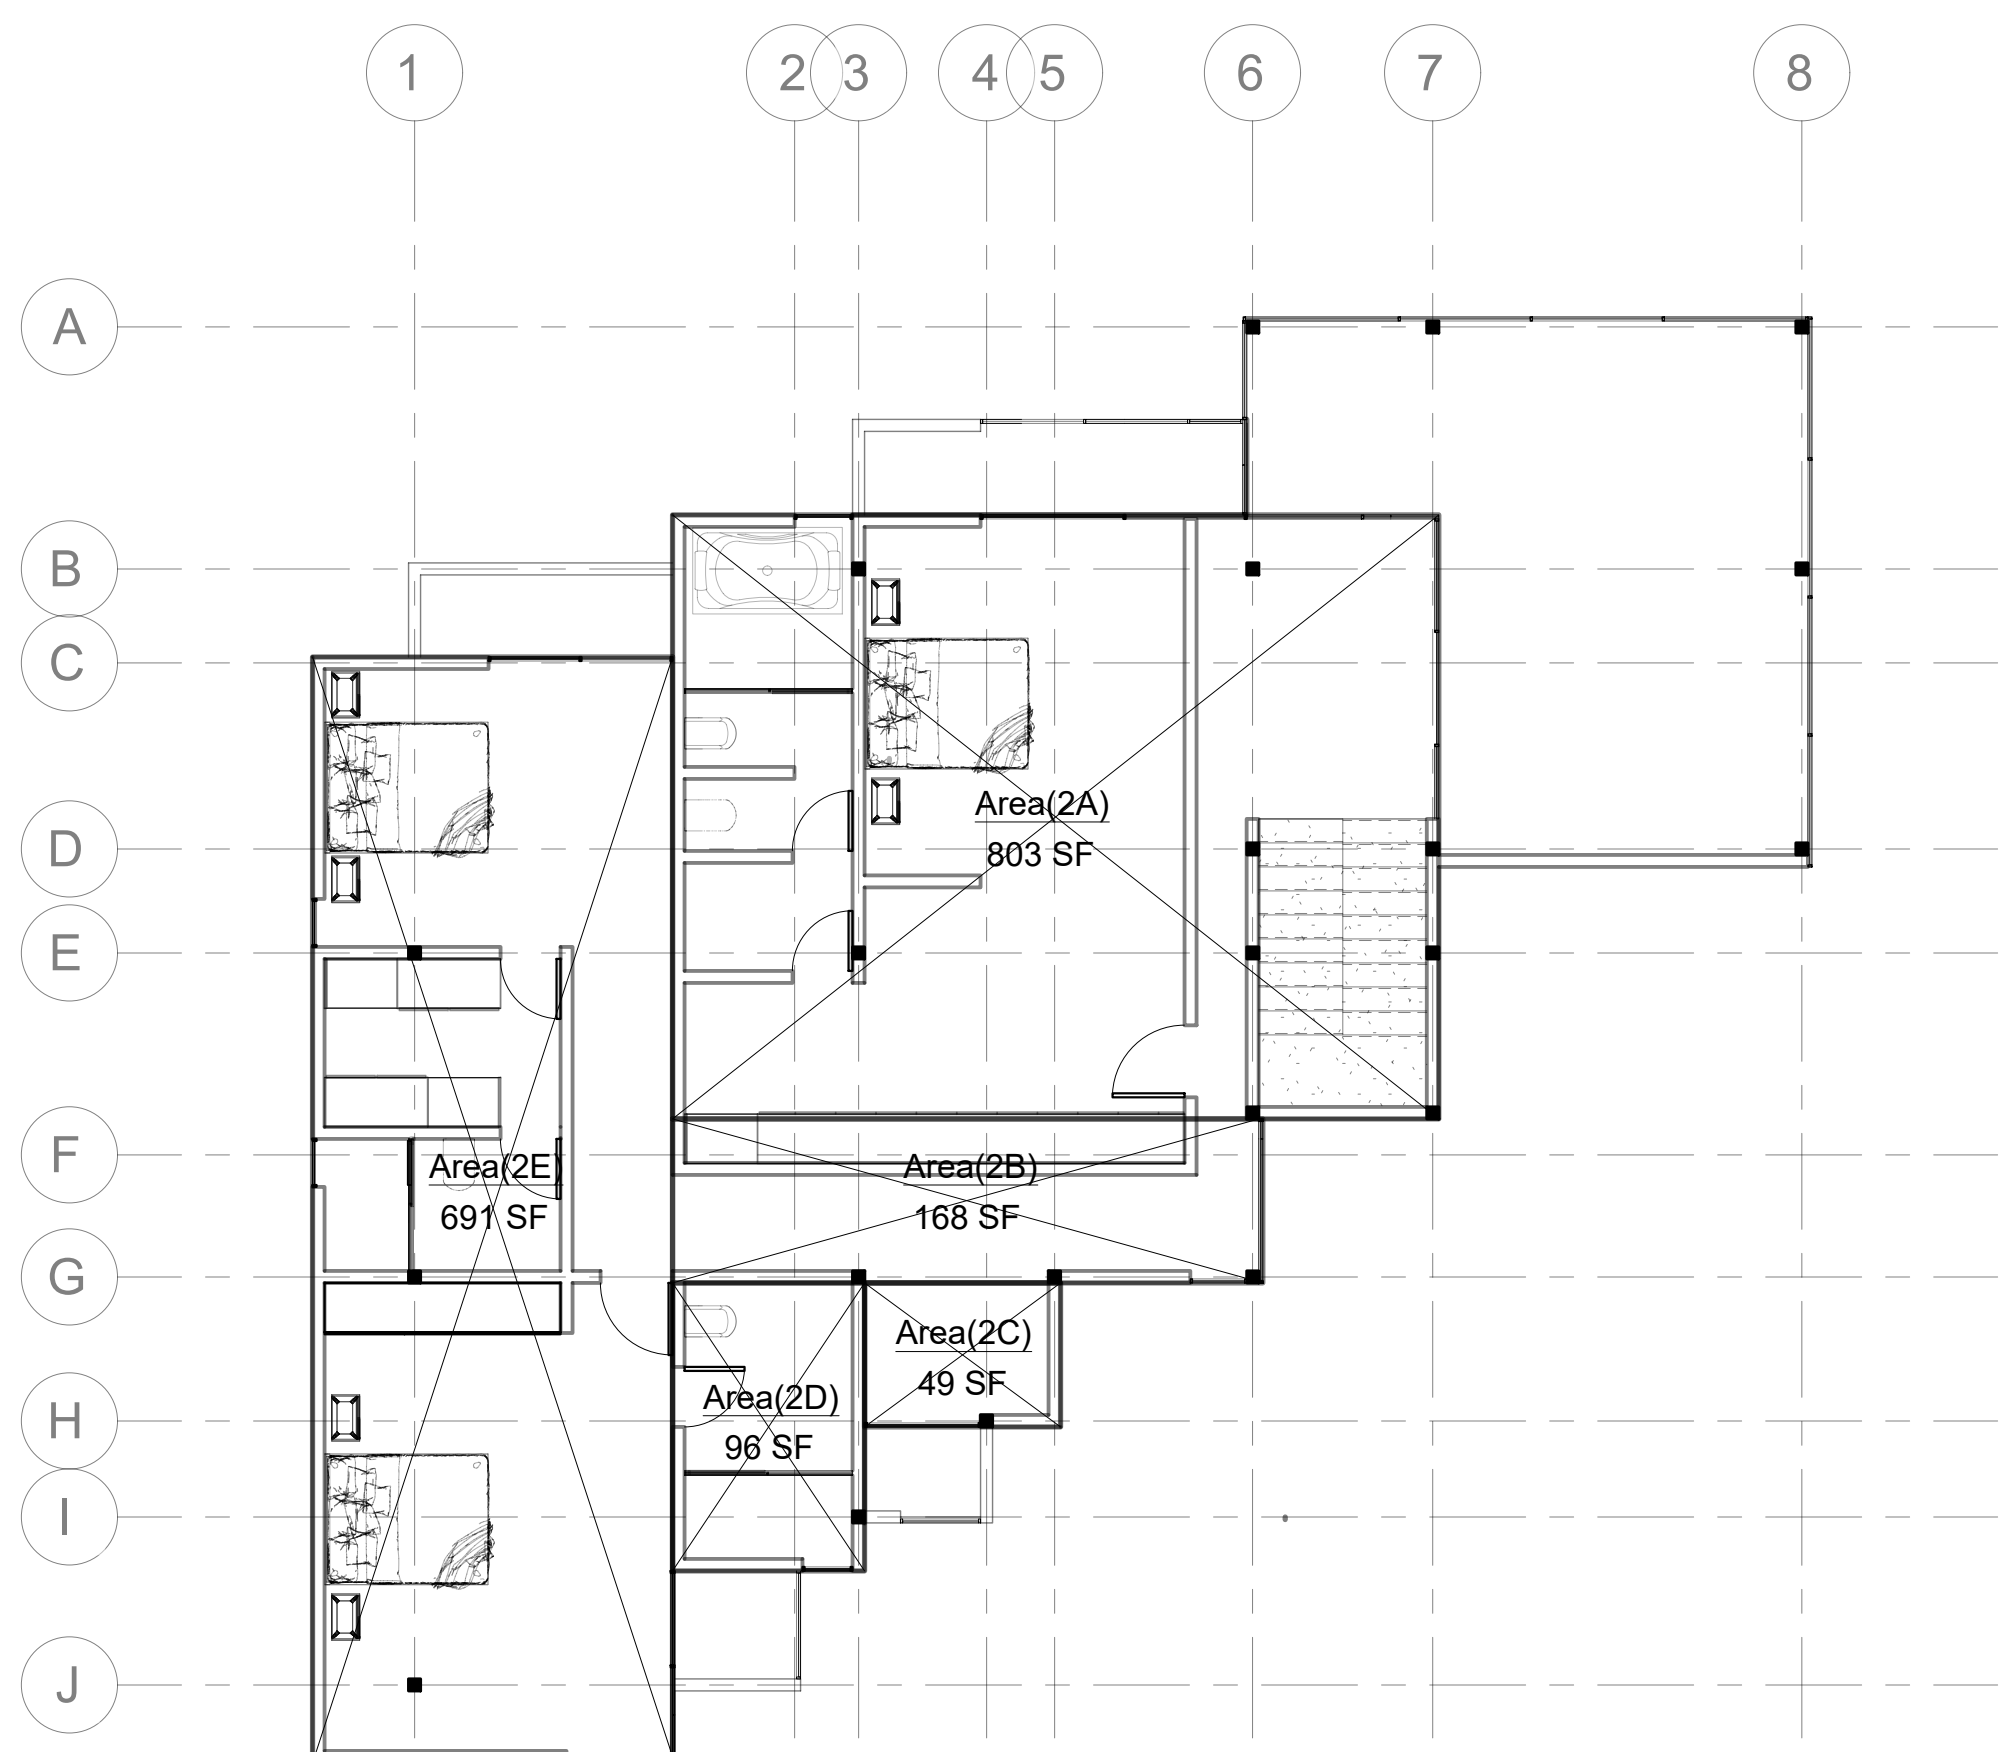 1 2 3 4 5 6 7 8
A
B
C
D
E
F
G
H
I
J
Area(2A)
803 SF
Area(2E)
691 SF
Area(2B)
168 SF
Area(2C)
49 SF
Area(2D)
96 SF